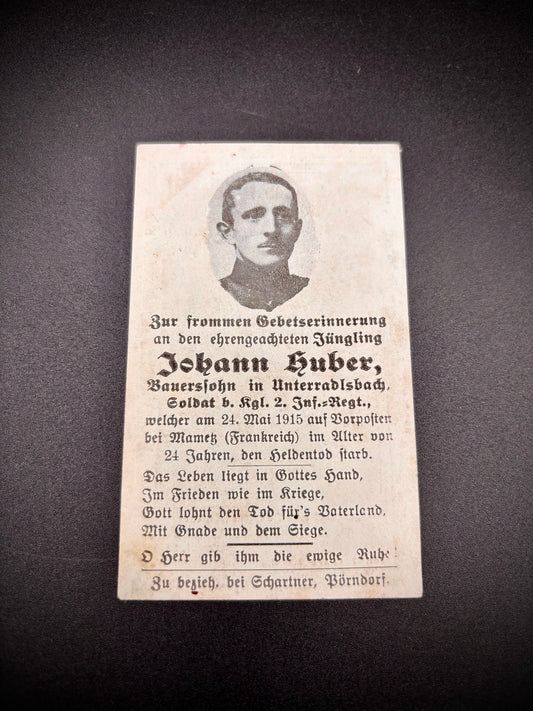 Zur frommen Gebetserinnerung
an den ehrengeachteten Jüngling
Johann Huber,
Bauerssohn in Unterradlsbach,
Soldat b. Kgl. 2. Inf.-Regt.,
welcher am 24. Mai 1915 auf Vorposten
bei Mametz (Frankreich) im Alter von
24 Jahren, den Heldentod starb.
Das Leben liegt in Gottes Hand,
Im Frieden wie im Kriege,
Gott lohnt den Tod für's Vaterland,
Mit Gnade und dem Siege.
O Herr gib ihm die ewige Ruhe!
Zu bezieh. bei Schartner, Pörndorf.